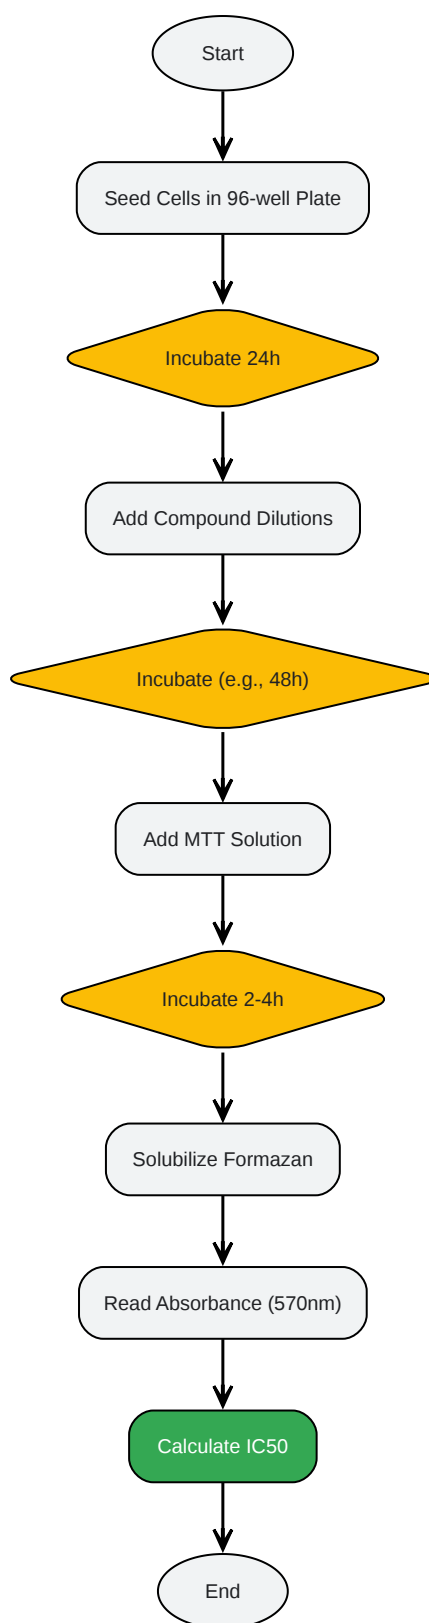 Start
Seed Cells in 96-well Plate
Incubate 24h
Add Compound Dilutions
Incubate (e.g., 48h)
Add MTT Solution
Incubate 2-4h
Solubilize Formazan
Read Absorbance (570nm)
Calculate IC50
End